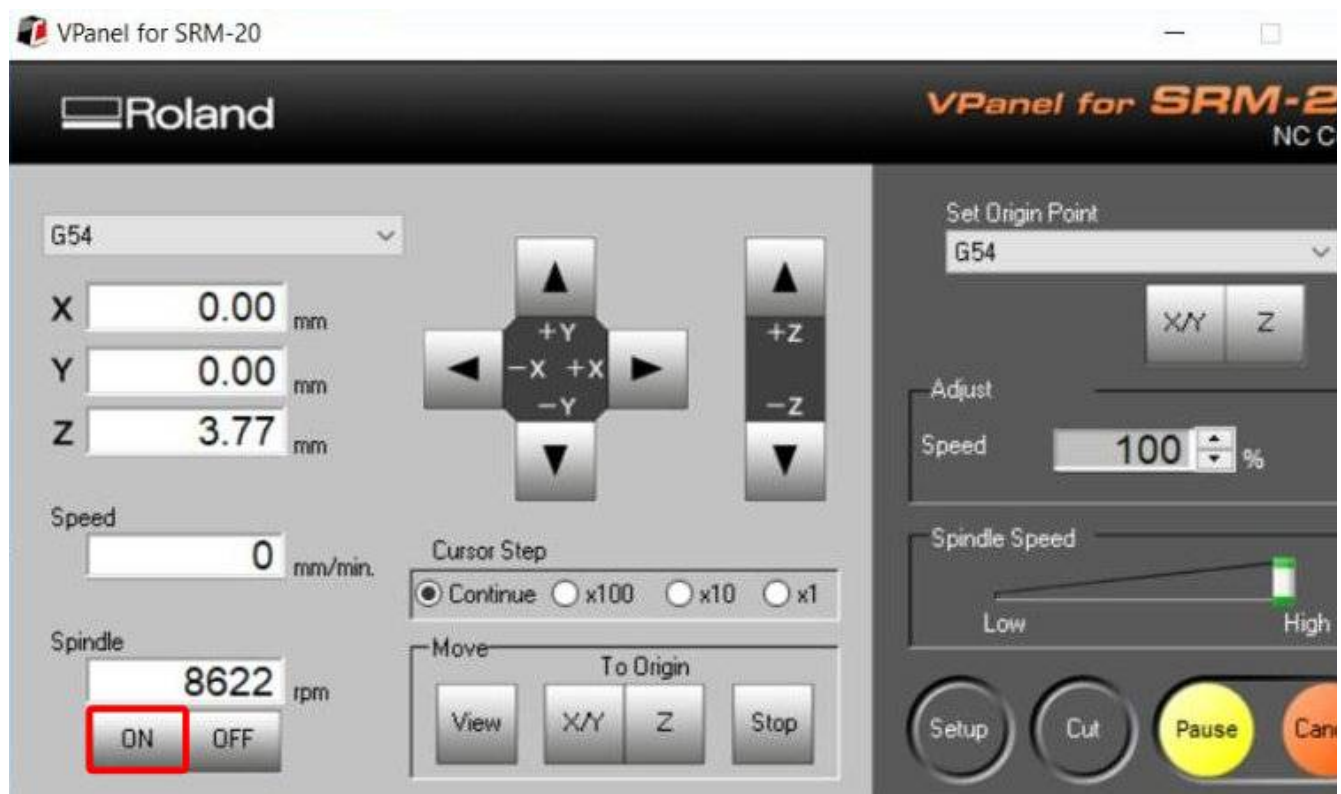 VPanel for SRM-20
Roland
VPanel for SRM-2
NC C
G54
X 0.00 mm
Y 0.00 mm
Z 3.77 mm
+Y
-X +X
-Y
+Z
-Z
Speed
0 mm/min.
Cursor Step
Continue x100 x10 x1
Spindle
8622 rpm
ON OFF
Move
To Origin
View X/Y Z Stop
Set Origin Point
G54
X/Y Z
Adjust
Speed 100 %
Spindle Speed
Low High
Setup Cut Pause Canc